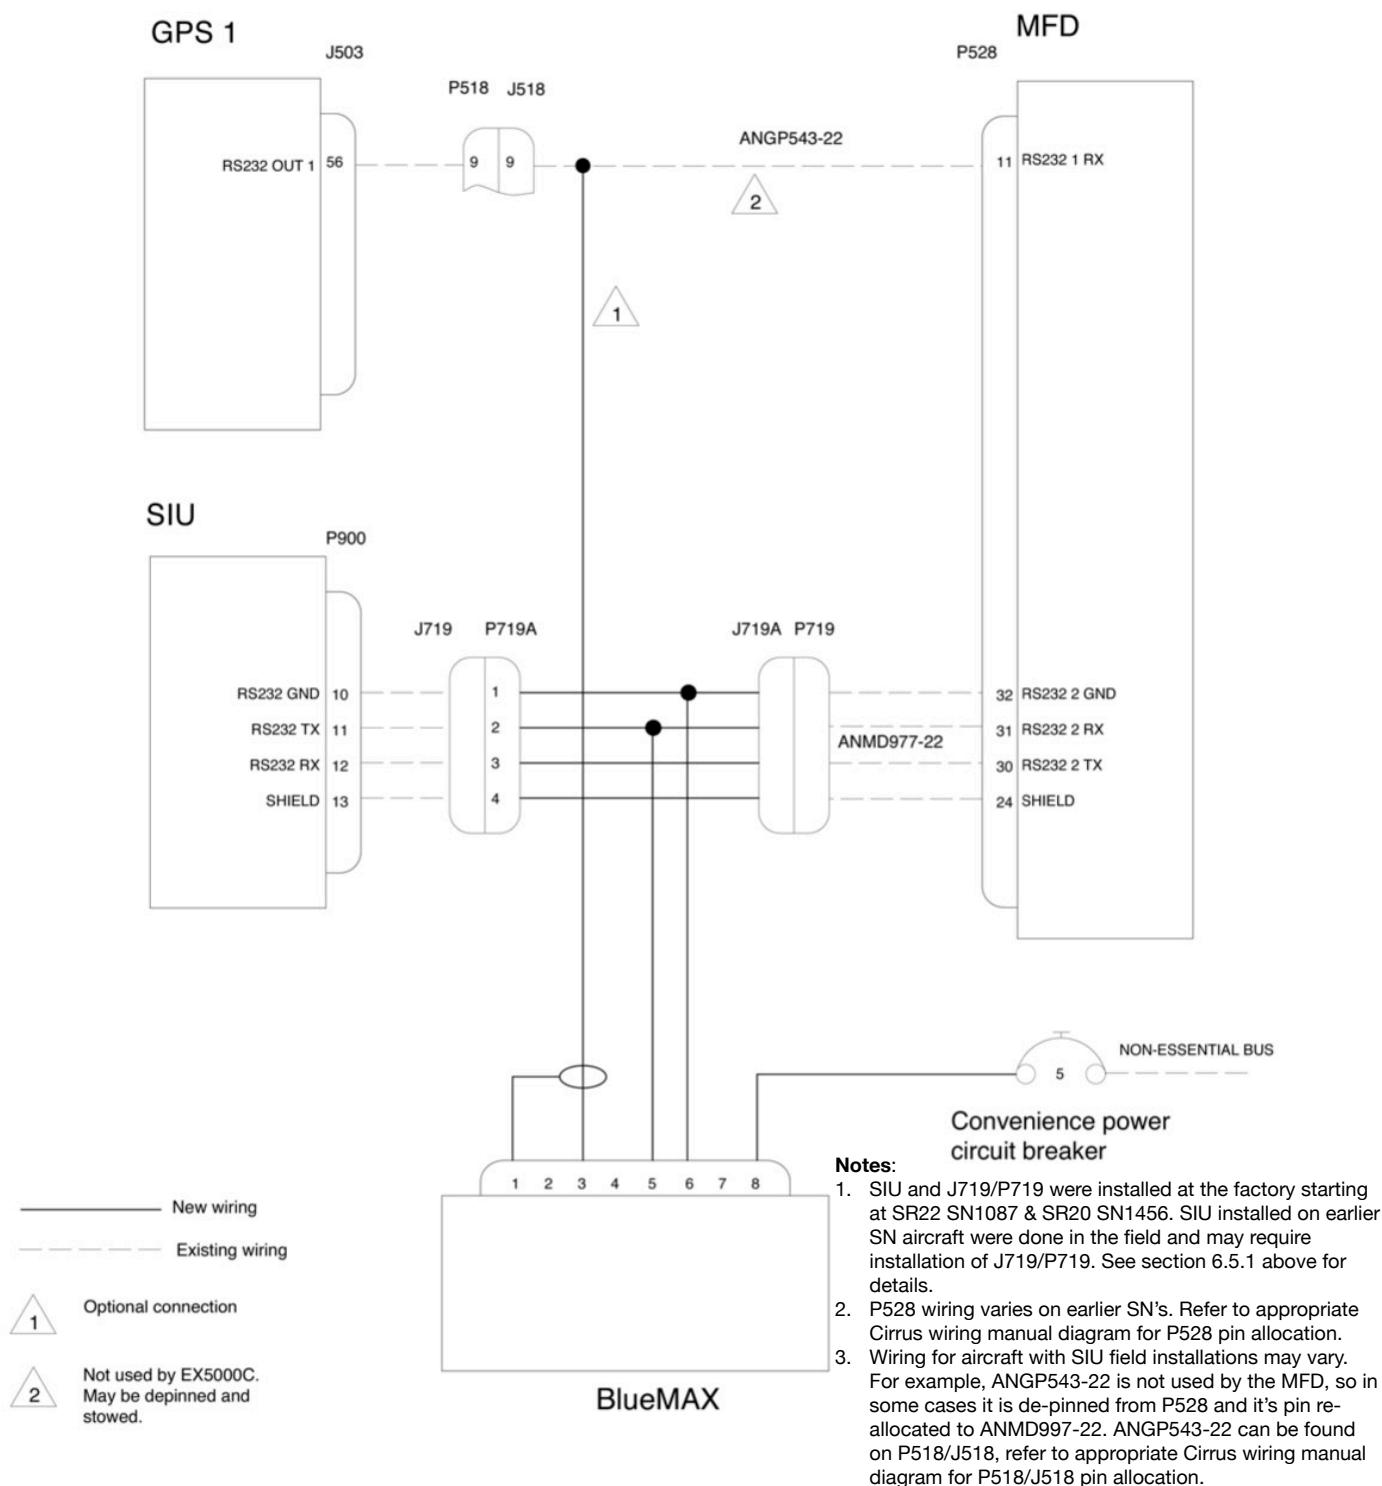 GPS 1
MFD
J503
P528
P518 J518
ANGP543-22
RS232 OUT 1 56
9 9
11 RS232 1 RX
2
1
SIU
P900
J719 P719A
J719A P719
RS232 GND 10
1
32 RS232 2 GND
RS232 TX 11
2
31 RS232 2 RX
ANMD977-22
RS232 RX 12
3
30 RS232 2 TX
SHIELD 13
4
24 SHIELD
5
NON-ESSENTIAL BUS
Convenience power
circuit breaker
1 2 3 4 5 6 7 8
BlueMAX
New wiring
Existing wiring
1
Optional connection
2
Not used by EX5000C.
May be depinned and
stowed.
Notes:
1. SIU and J719/P719 were installed at the factory starting
at SR22 SN1087 & SR20 SN1456. SIU installed on earlier
SN aircraft were done in the field and may require
installation of J719/P719. See section 6.5.1 above for
details.
2. P528 wiring varies on earlier SN's. Refer to appropriate
Cirrus wiring manual diagram for P528 pin allocation.
3. Wiring for aircraft with SIU field installations may vary.
For example, ANGP543-22 is not used by the MFD, so in
some cases it is de-pinned from P528 and it's pin re-
allocated to ANMD997-22. ANGP543-22 can be found
on P518/J518, refer to appropriate Cirrus wiring manual
diagram for P518/J518 pin allocation.